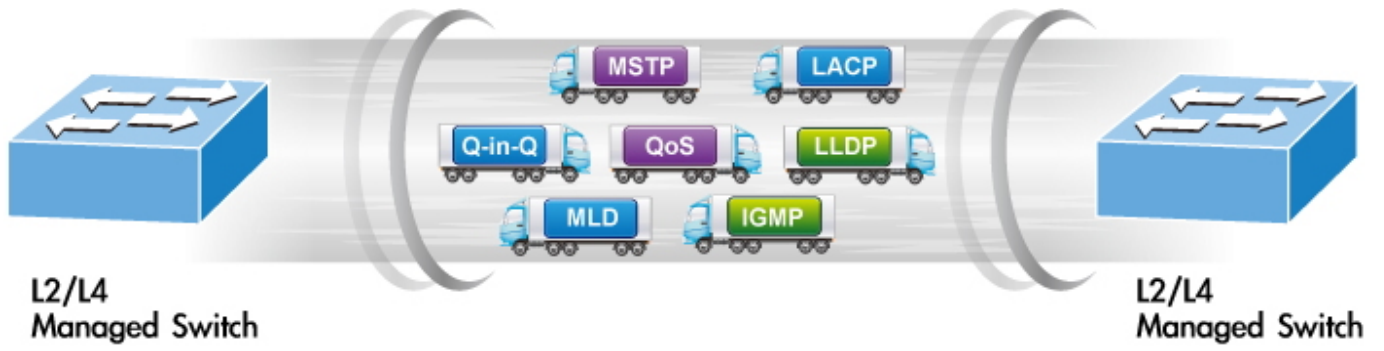 MSTP
LACP
Q-in-Q
QoS
LLDP
MLD
IGMP
L2/L4
Managed Switch
L2/L4
Managed Switch